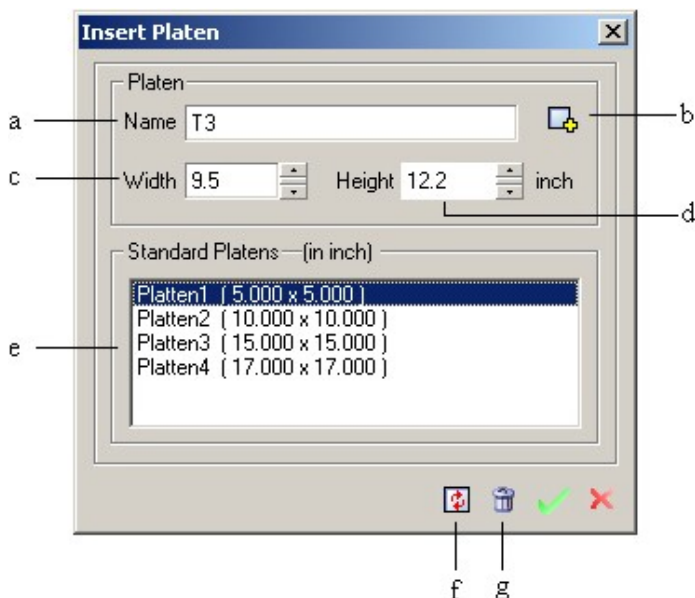 Insert Platen
Platen
a
Name T3
b
c
Width 9.5 Height 12.2 inch
d
Standard Platens (in inch)
Platten1 ( 5.000 x 5.000 )
Platten2 ( 10.000 x 10.000 )
e
Platten3 ( 15.000 x 15.000 )
Platten4 ( 17.000 x 17.000 )
f g